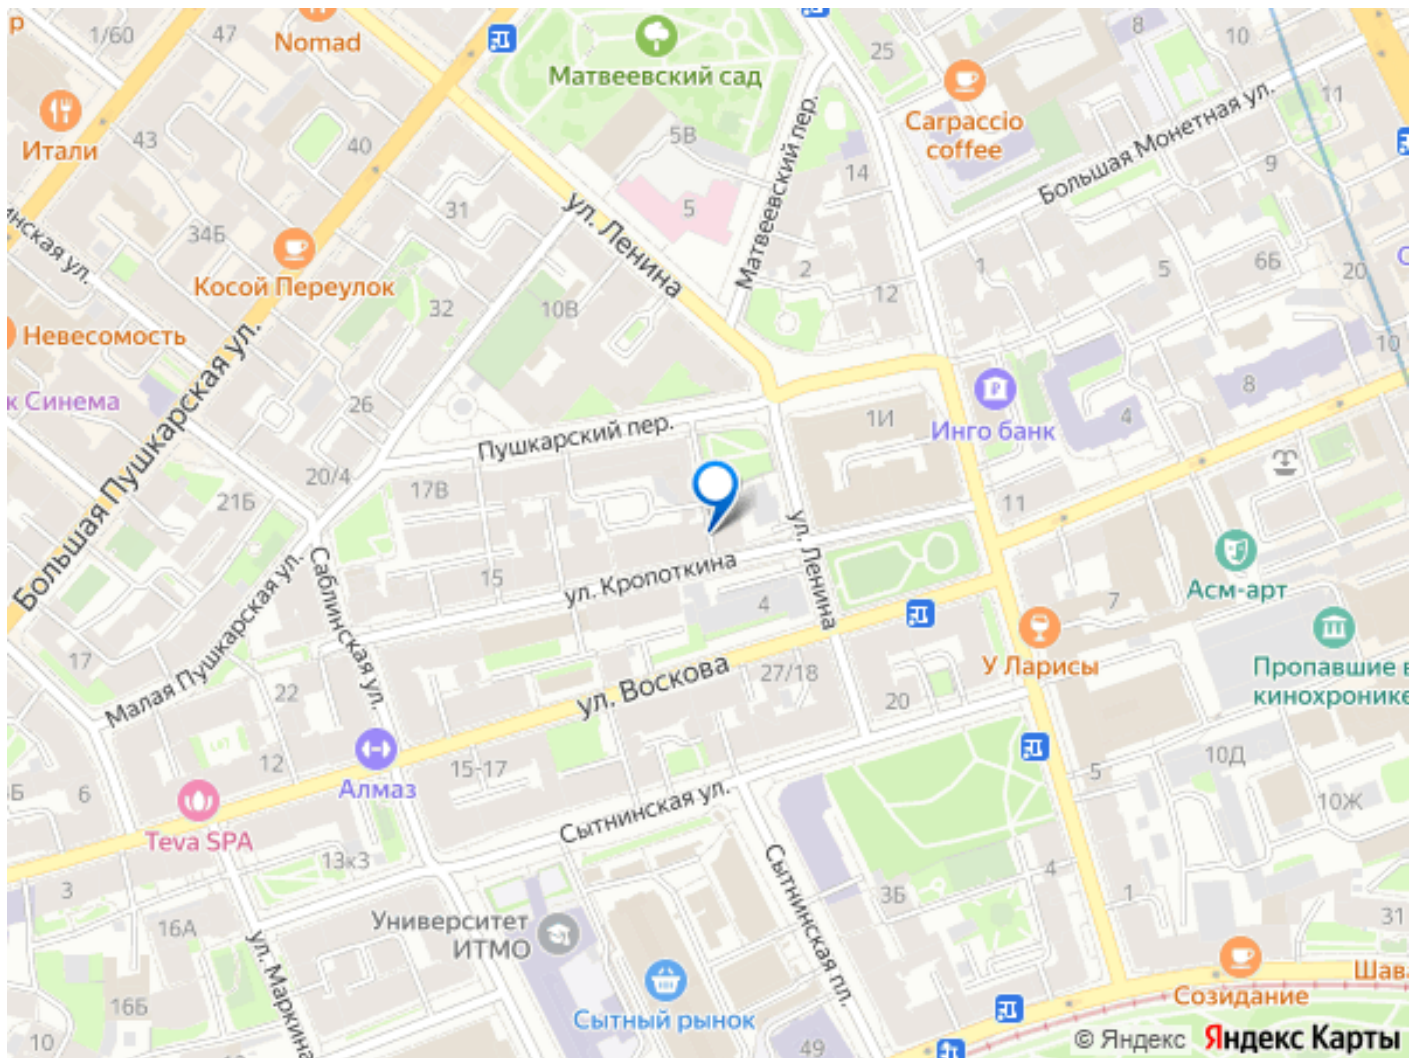 1/60
47
Nomad
Матвеевский сад
25
8
10
Carpaccio
coffee
11
Большая Монетная ул.
Итали
43
40
5В
Матвеевский пер.
14
9
31
5
ул. Ленина
34Б
Косой Переулок
32
10В
2
12
1
5
6Б
20
Невесомость
Большая Пушкарская ул.
10
к Синема
26
Пушкарский пер.
1И
Инго банк
4
8
20/4
21Б
17В
11
ул. Ленина
Саблинская ул.
15
ул. Кропоткина
4
7
Асм-арт
17
Малая Пушкарская ул.
22
ул. Воскова
27/18
20
У Ларисы
Пропавшие в
кинохронике
12
15-17
Алмаз
6
Teva SPA
Сытнинская ул.
5
10Д
10Ж
3
13к3
16А
Университет
ИТМО
Сытнинская пл.
3Б
4
1
31
ул. Маркина
16Б
10
Сытный рынок
49
Созидание
Шава
© Яндекс Яндекс Карты